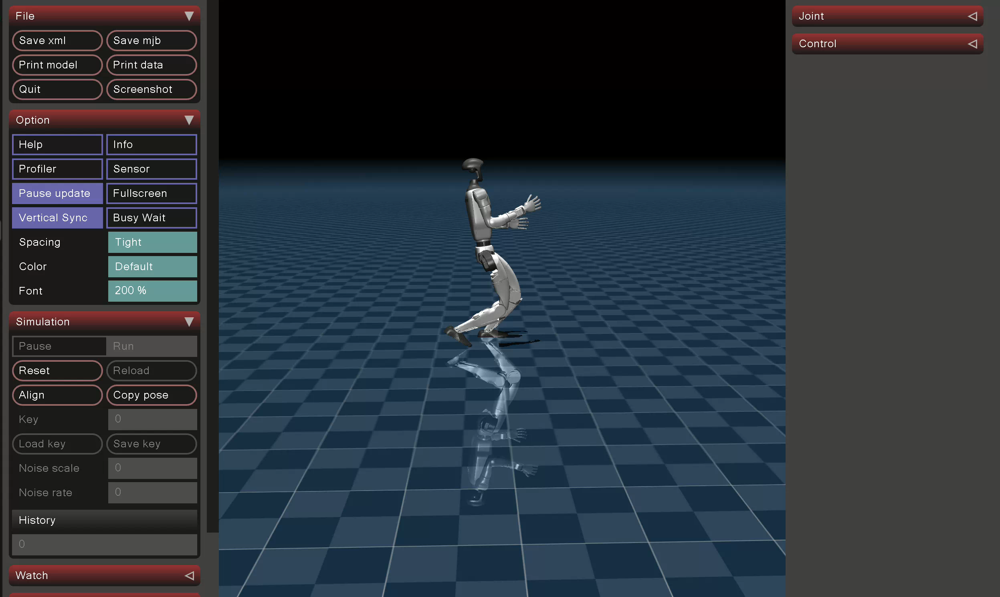 File
Save xml Save mjb
Print model Print data
Quit Screenshot
Option
Help Info
Profiler Sensor
Pause update Fullscreen
Vertical Sync Busy Wait
Spacing Tight
Color Default
Font 200 %
Simulation
Pause Run
Reset Reload
Align Copy pose
Key 0
Load key Save key
Noise scale 0
Noise rate 0
History
0
Watch
Joint
Control